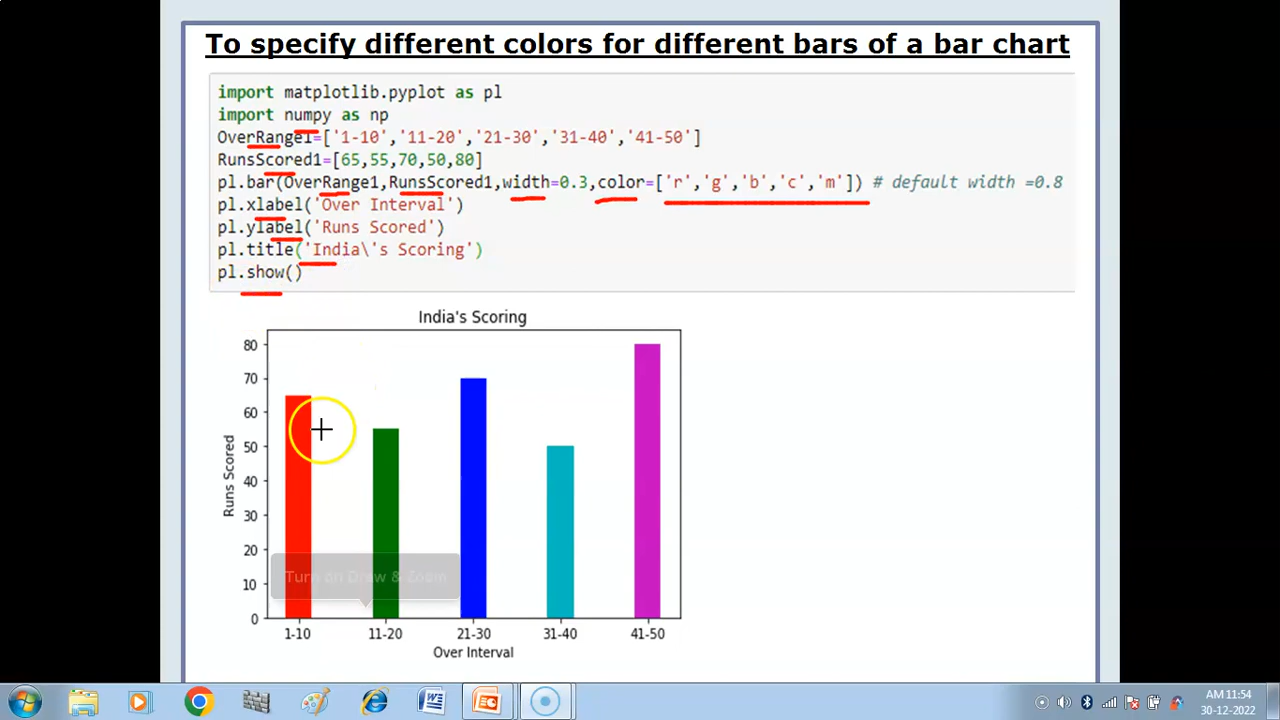 To specify different colors for different bars of a bar chart
import matplotlib.pyplot as pl
import numpy as np
OverRange1=['1-10','11-20','21-30','31-40','41-50']
RunsScored1=[65,55,70,50,80]
pl.bar(OverRange1,RunsScored1,width=0.3,color=['r','g','b','c','m']) # default width =0.8
pl.xlabel('Over Interval')
pl.ylabel('Runs Scored')
pl.title('India\'s Scoring')
pl.show()
India's Scoring
80
70
60
50
40
30
20
10
0
Runs Scored
Turn on Draw & Zoom
1-10 11-20 21-30 31-40 41-50
Over Interval
AM 11:54
30-12-2022